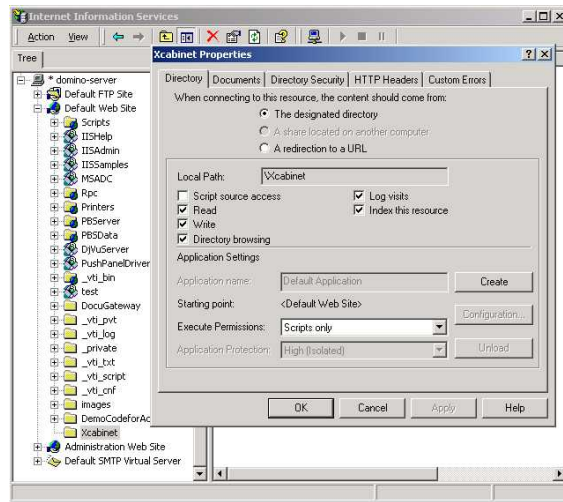 Internet Information Services
Action View
Tree
* domino-server
Default FTP Site
Default Web Site
Scripts
IISHelp
IISAdmin
IISSamples
MSADC
Rpc
Printers
PBServer
PBSData
DjVuServer
PushPanelDriver
_vti_bin
test
DocuGateway
_vti_pvt
_vti_log
_private
_vti_txt
_vti_script
_vti_cnf
images
DemoCodeforAc
Xcabinet
Administration Web Site
Default SMTP Virtual Server
Xcabinet Properties
Directory Documents Directory Security HTTP Headers Custom Errors
When connecting to this resource, the content should come from:
The designated directory
A share located on another computer
A redirection to a URL
Local Path: \Xcabinet
Script source access Log visits
Read Index this resource
Write
Directory browsing
Application Settings
Application name: Default Application Create
Starting point: <Default Web Site>
Configuration...
Execute Permissions: Scripts only
Application Protection: High (Isolated) Unload
OK Cancel Apply Help